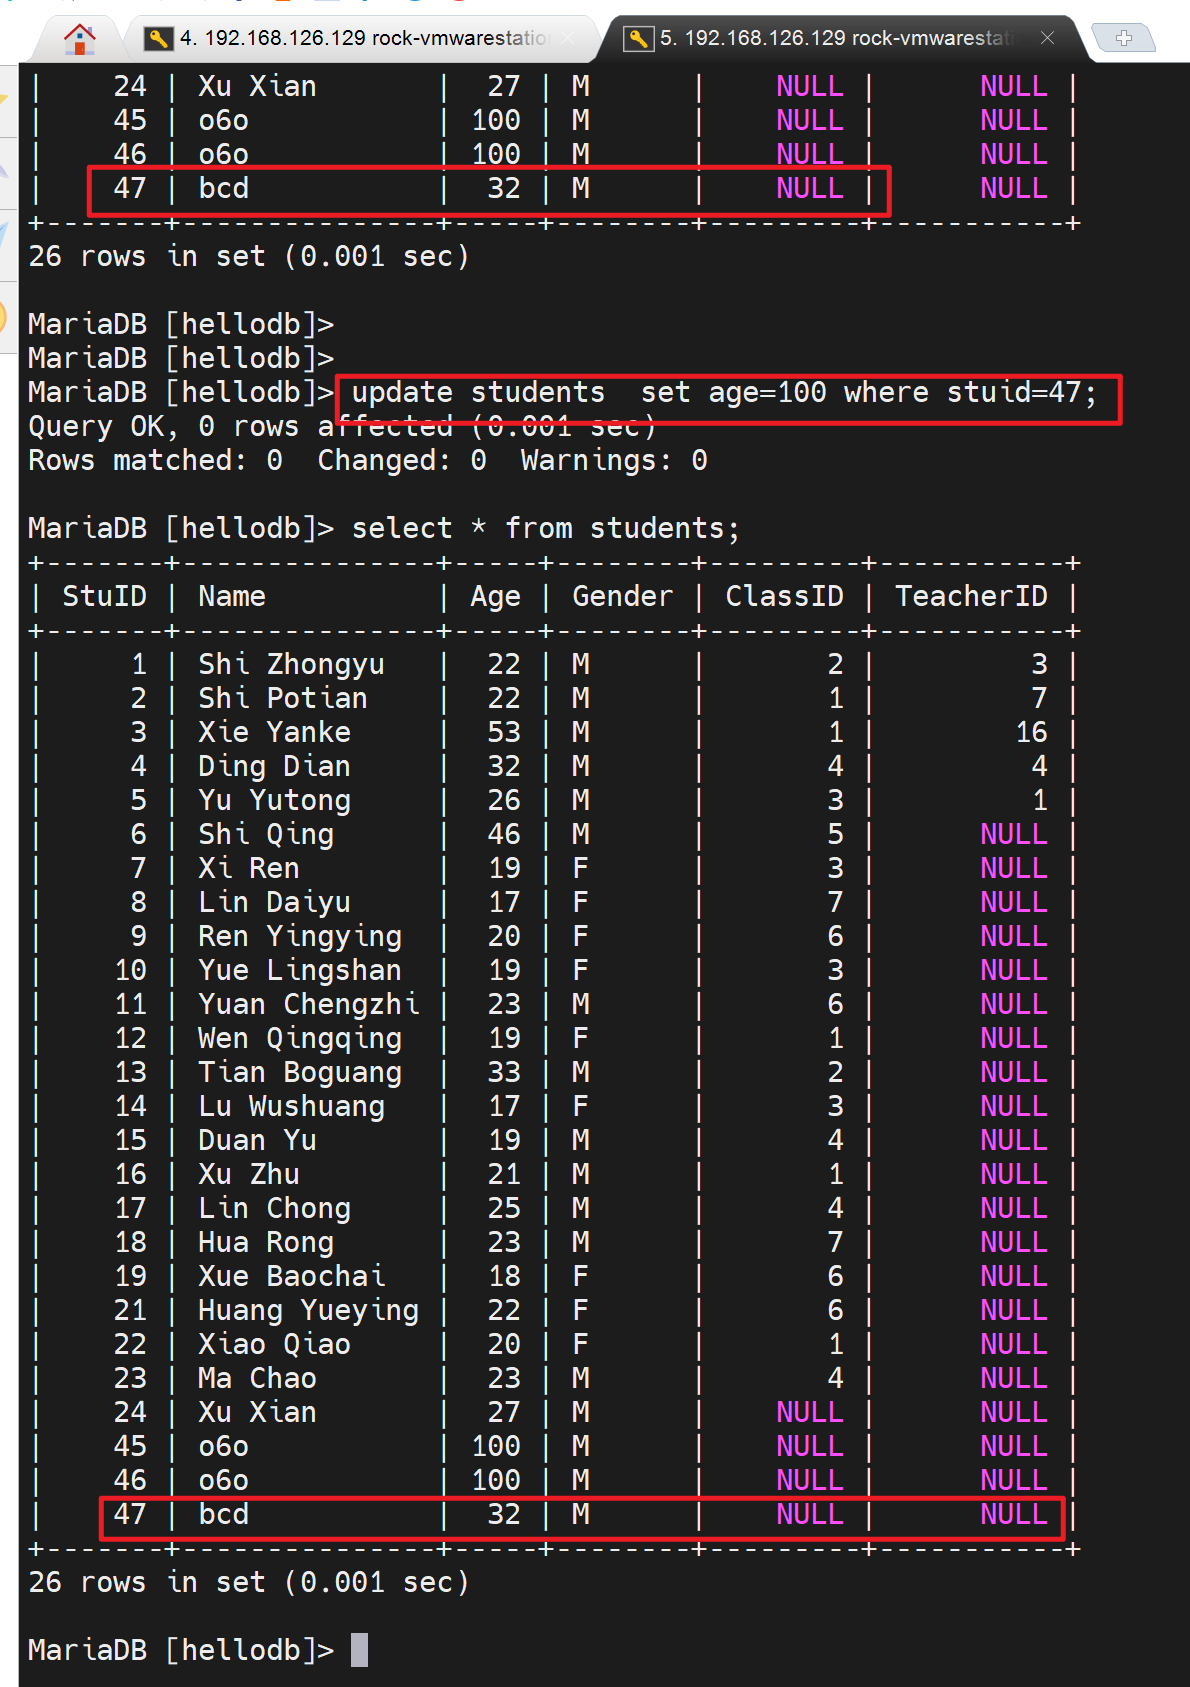 4. 192.168.126.129 rock-vmwarestatio
5. 192.168.126.129 rock-vmwarestati
|    24 | Xu Xian       |  27 | M      |    NULL |      NULL |
|    45 | o6o           | 100 | M      |    NULL |      NULL |
|    46 | o6o           | 100 | M      |    NULL |      NULL |
|    47 | bcd           |  32 | M      |    NULL |      NULL |
+-------+---------------+-----+--------+---------+-----------+
26 rows in set (0.001 sec)
MariaDB [hellodb]>
MariaDB [hellodb]>
MariaDB [hellodb]> update students  set age=100 where stuid=47;
Query OK, 0 rows affected (0.001 sec)
Rows matched: 0  Changed: 0  Warnings: 0
MariaDB [hellodb]> select * from students;
+-------+---------------+-----+--------+---------+-----------+
| StuID | Name          | Age | Gender | ClassID | TeacherID |
+-------+---------------+-----+--------+---------+-----------+
|     1 | Shi Zhongyu   |  22 | M      |       2 |         3 |
|     2 | Shi Potian    |  22 | M      |       1 |         7 |
|     3 | Xie Yanke     |  53 | M      |       1 |        16 |
|     4 | Ding Dian     |  32 | M      |       4 |         4 |
|     5 | Yu Yutong     |  26 | M      |       3 |         1 |
|     6 | Shi Qing      |  46 | M      |       5 |      NULL |
|     7 | Xi Ren        |  19 | F      |       3 |      NULL |
|     8 | Lin Daiyu     |  17 | F      |       7 |      NULL |
|     9 | Ren Yingying  |  20 | F      |       6 |      NULL |
|    10 | Yue Lingshan  |  19 | F      |       3 |      NULL |
|    11 | Yuan Chengzhi |  23 | M      |       6 |      NULL |
|    12 | Wen Qingqing  |  19 | F      |       1 |      NULL |
|    13 | Tian Boguang  |  33 | M      |       2 |      NULL |
|    14 | Lu Wushuang   |  17 | F      |       3 |      NULL |
|    15 | Duan Yu       |  19 | M      |       4 |      NULL |
|    16 | Xu Zhu        |  21 | M      |       1 |      NULL |
|    17 | Lin Chong     |  25 | M      |       4 |      NULL |
|    18 | Hua Rong      |  23 | M      |       7 |      NULL |
|    19 | Xue Baochai   |  18 | F      |       6 |      NULL |
|    21 | Huang Yueying |  22 | F      |       6 |      NULL |
|    22 | Xiao Qiao     |  20 | F      |       1 |      NULL |
|    23 | Ma Chao       |  23 | M      |       4 |      NULL |
|    24 | Xu Xian       |  27 | M      |    NULL |      NULL |
|    45 | o6o           | 100 | M      |    NULL |      NULL |
|    46 | o6o           | 100 | M      |    NULL |      NULL |
|    47 | bcd           |  32 | M      |    NULL |      NULL |
+-------+---------------+-----+--------+---------+-----------+
26 rows in set (0.001 sec)
MariaDB [hellodb]>